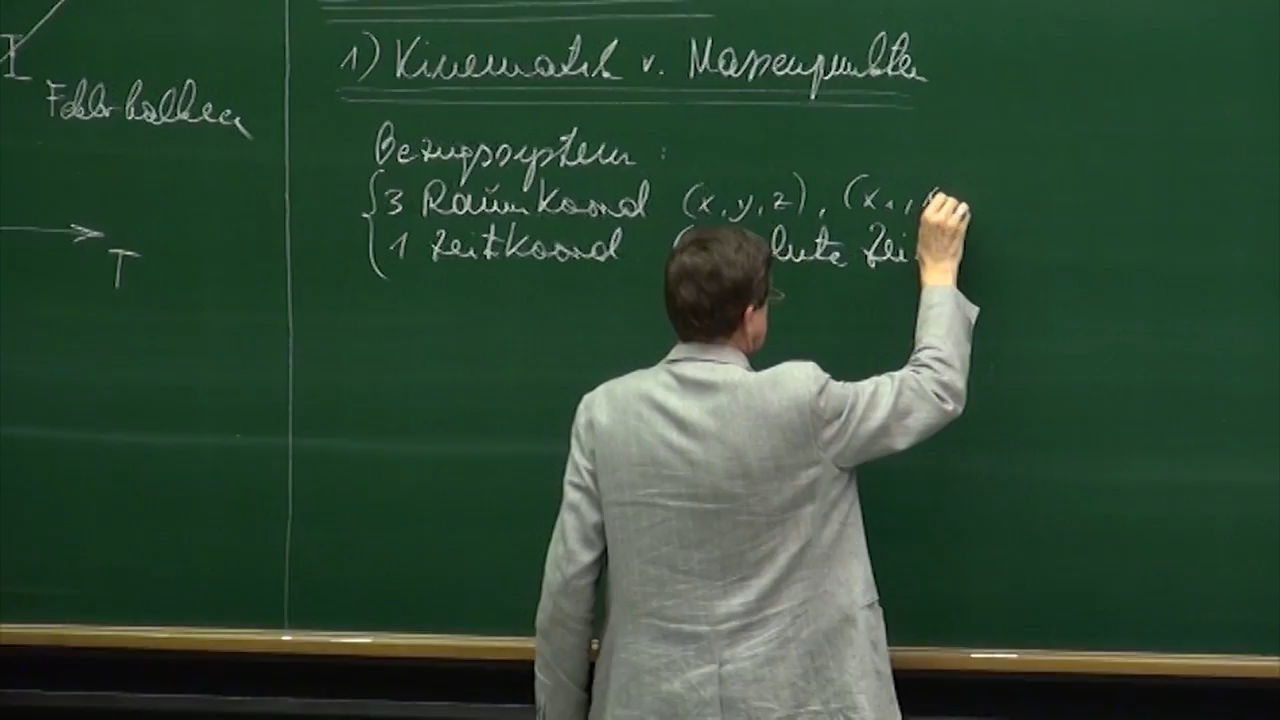 I
Fehlerbalken
T
1) Kinematik v. Massenpunkten
Bezugssystem :
3 Raumkoord (x, y, z), (x₁,
1 Zeitkoord